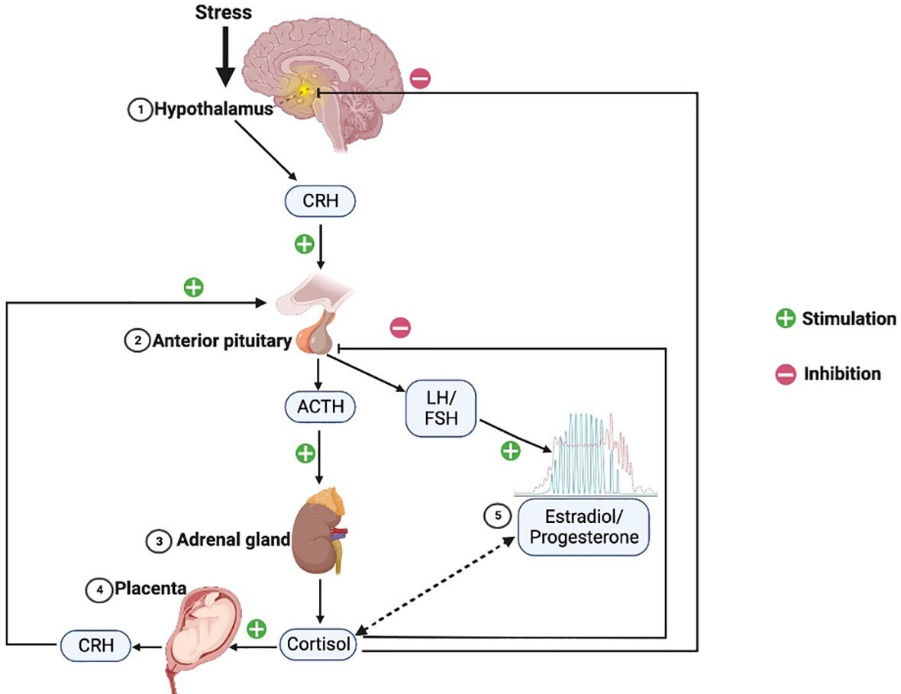 Stress
1 Hypothalamus
CRH
2 Anterior pituitary
ACTH
LH/
FSH
Stimulation
Inhibition
3 Adrenal gland
5 Estradiol/
Progesterone
4 Placenta
CRH
Cortisol